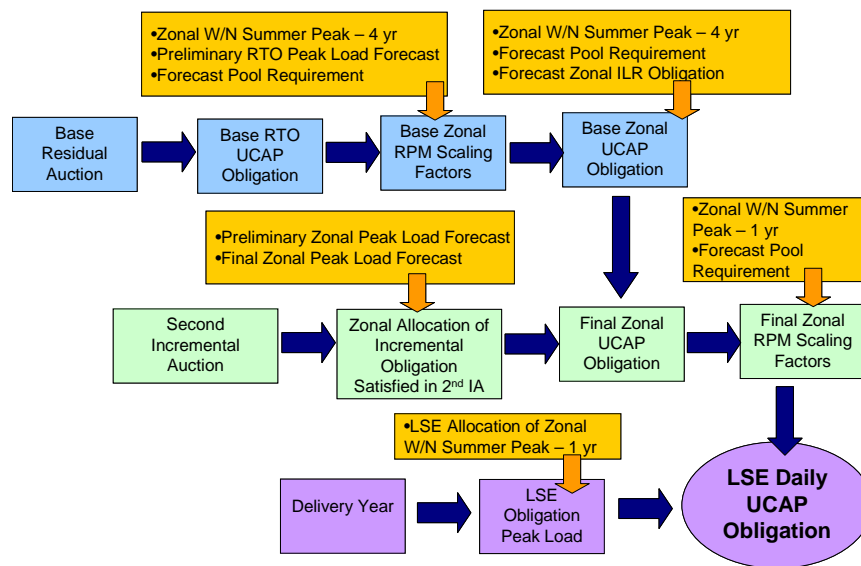 •Zonal W/N Summer Peak – 4 yr
•Preliminary RTO Peak Load Forecast
•Forecast Pool Requirement
•Zonal W/N Summer Peak – 4 yr
•Forecast Pool Requirement
•Forecast Zonal ILR Obligation
Base
Residual
Auction
Base RTO
UCAP
Obligation
Base Zonal
RPM Scaling
Factors
Base Zonal
UCAP
Obligation
•Preliminary Zonal Peak Load Forecast
•Final Zonal Peak Load Forecast
•Zonal W/N Summer
Peak – 1 yr
•Forecast Pool
Requirement
Second
Incremental
Auction
Zonal Allocation of
Incremental
Obligation
Satisfied in 2nd IA
Final Zonal
UCAP
Obligation
Final Zonal
RPM Scaling
Factors
•LSE Allocation of Zonal
W/N Summer Peak – 1 yr
Delivery Year
LSE
Obligation
Peak Load
LSE Daily
UCAP
Obligation